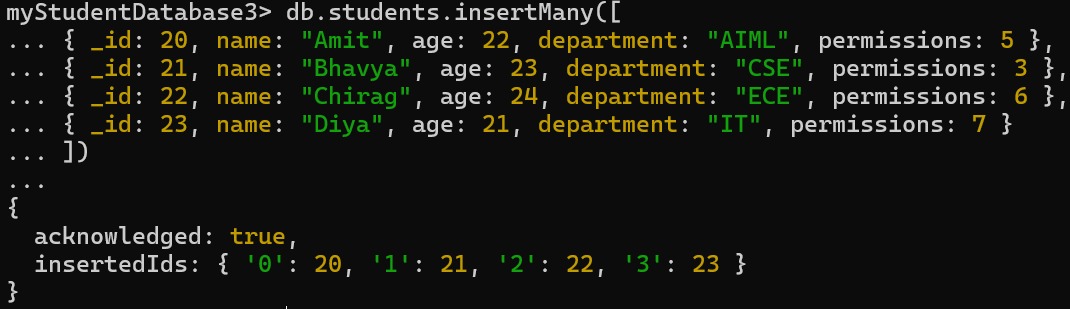 myStudentDatabase3> db.students.insertMany([
... { _id: 20, name: "Amit", age: 22, department: "AIML", permissions: 5 },
... { _id: 21, name: "Bhavya", age: 23, department: "CSE", permissions: 3 },
... { _id: 22, name: "Chirag", age: 24, department: "ECE", permissions: 6 },
... { _id: 23, name: "Diya", age: 21, department: "IT", permissions: 7 }
... ])
...
{
  acknowledged: true,
  insertedIds: { '0': 20, '1': 21, '2': 22, '3': 23 }
}